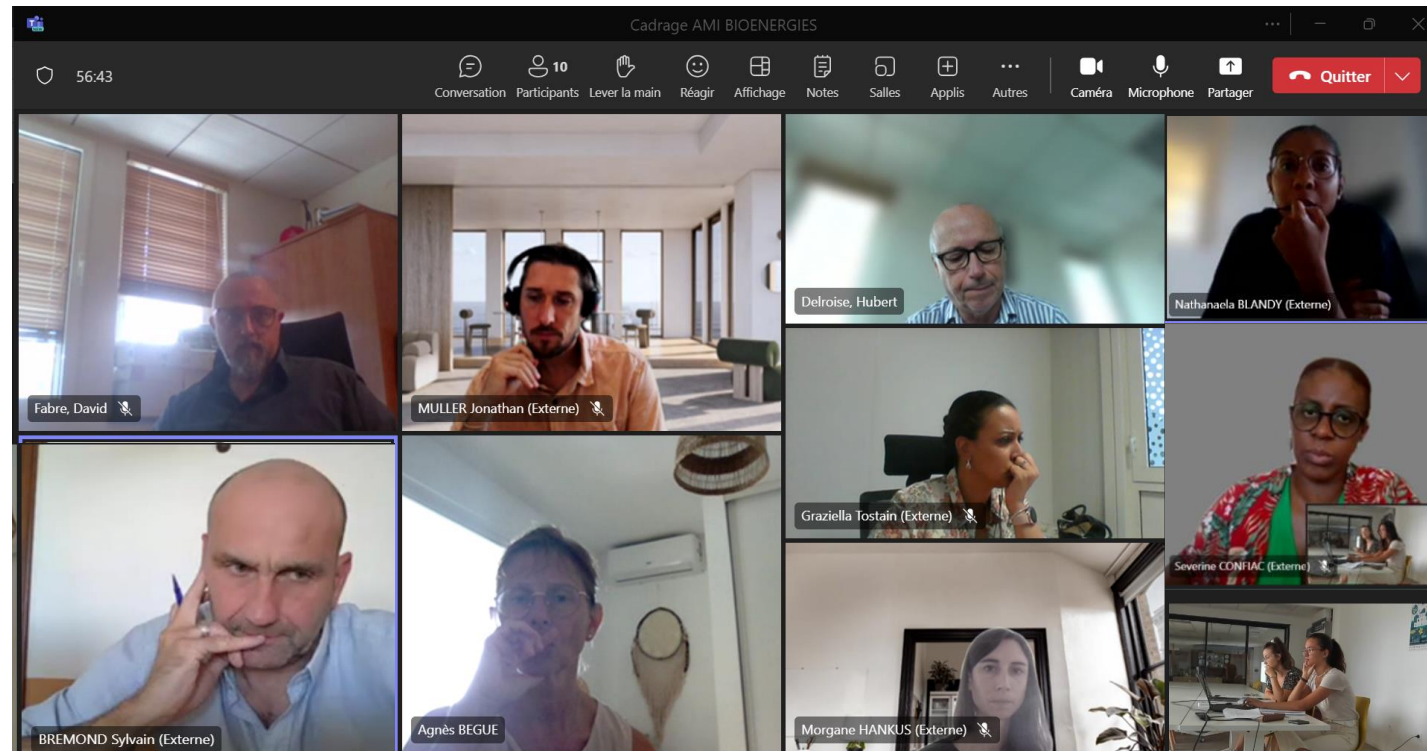 Cadrage AMI BIOENERGIES
56:43
10
Conversation Participants Lever la main Réagir Affichage Notes Salles Applis Autres Caméra Microphone Partager Quitter
Fabre, David
MULLER Jonathan (Externe)
Delroise, Hubert
Nathanaela BLANDY (Externe)
Graziella Tostain (Externe)
Severine CONFIAC (Externe)
BREMOND Sylvain (Externe)
Agnès BEGUE
Morgane HANKUS (Externe)